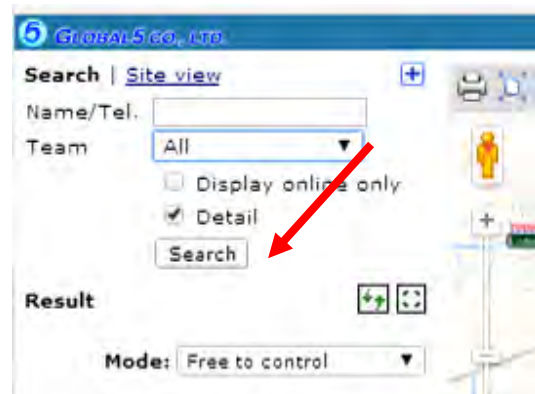 5 GLOBAL5 CO., LTD.
Search | Site view
Name/Tel.
Team All
Display online only
Detail
Search
Result
Mode: Free to control